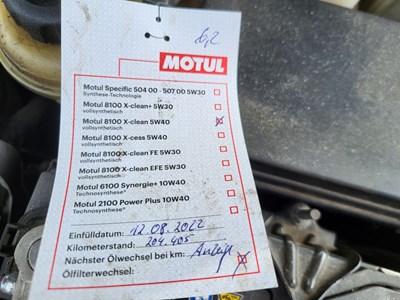 6,2
MOTUL
Motul Specific 504 00 - 507 00 5W30
Synthese-Technologie
Motul 8100 X-clean+ 5W30
vollsynthetisch
Motul 8100 X-clean 5W40
vollsynthetisch
Motul 8100 X-cess 5W40
vollsynthetisch
Motul 8100 X-clean FE 5W30
vollsynthetisch
Motul 8100 X-clean EFE 5W30
vollsynthetisch
Motul 6100 Synergie+ 10W40
Technosynthese®
Motul 2100 Power Plus 10W40
Technosynthese®
Einfülldatum: 12.08.2022
Kilometerstand: 204.405
Nächster Ölwechsel bei km:
Ölfilterwechsel: